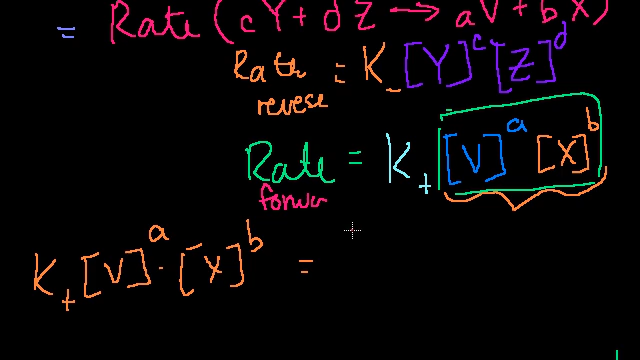 = Rate (cY + dZ → aV + bX)
Rate reverse = K₋ [Y]ᶜ [Z]ᵈ
Rate forwar = K₊ [V]ᵃ [X]ᵇ
K₊ [V]ᵃ · [X]ᵇ =